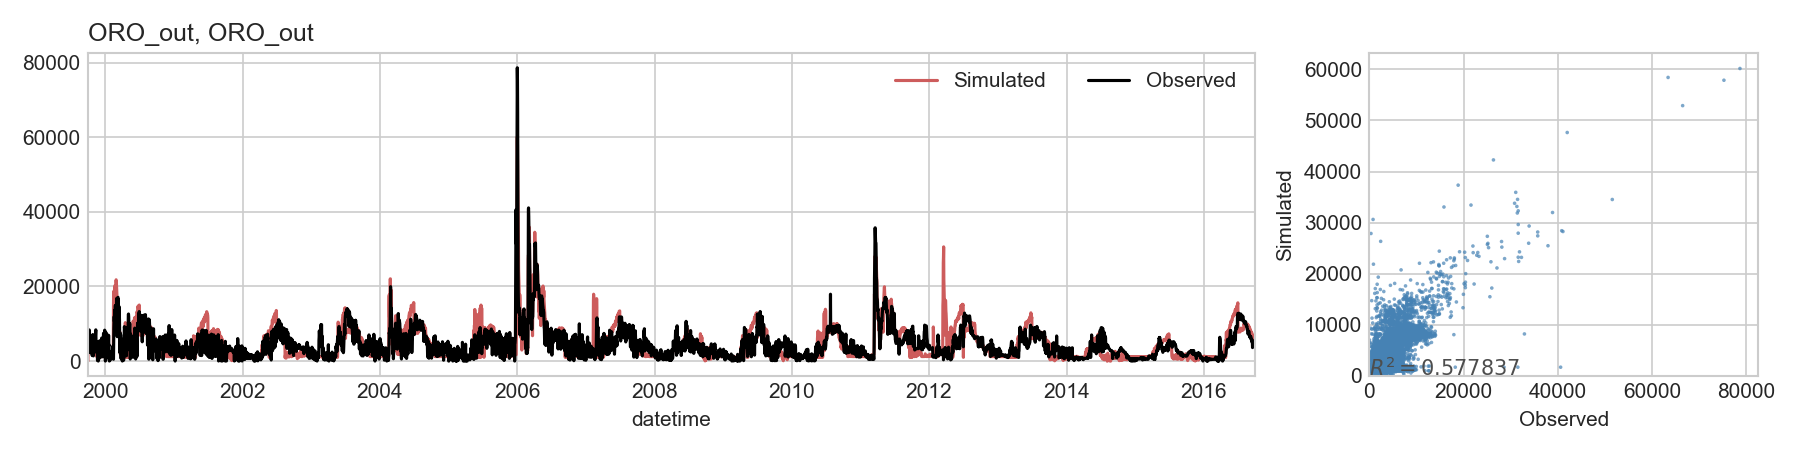 ORO_out, ORO_out
Simulated
Observed
80000
60000
40000
20000
0
2000 2002 2004 2006 2008 2010 2012 2014 2016
datetime
60000
50000
40000
30000
20000
10000
0
Simulated
R² = 0.577837
0 20000 40000 60000 80000
Observed